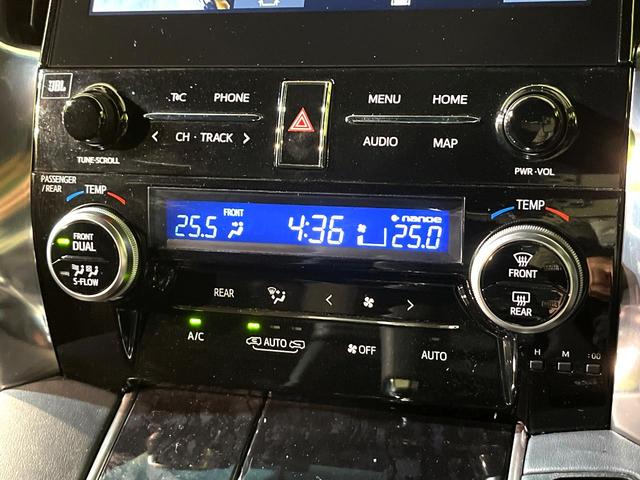 JBL
T·C PHONE
MENU HOME
< CH · TRACK >
AUDIO MAP
TUNE·SCROLL
PWR·VOL
PASSENGER
/REAR
TEMP
TEMP
FRONT
nanoe
25.5 4:36 25.0
FRONT
DUAL
S-FLOW
FRONT
REAR
REAR < >
A/C
AUTO
OFF
AUTO
H M :00